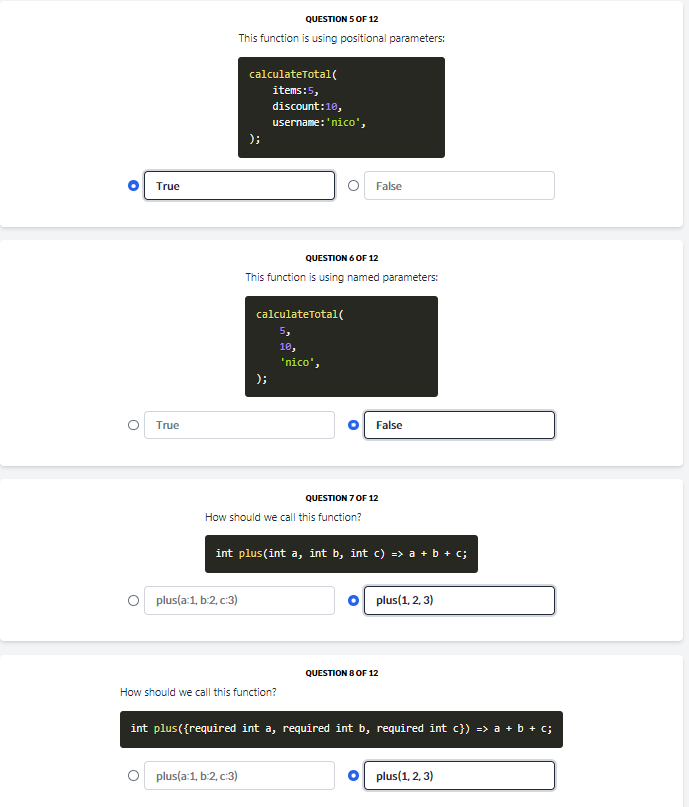 QUESTION 5 OF 12
This function is using positional parameters:
calculateTotal(
items:5,
discount:10,
username:'nico',
);
True
False
QUESTION 6 OF 12
This function is using named parameters:
calculateTotal(
5,
10,
'nico',
);
True
False
QUESTION 7 OF 12
How should we call this function?
int plus(int a, int b, int c) => a + b + c;
plus(a:1, b:2, c:3)
plus(1, 2, 3)
QUESTION 8 OF 12
How should we call this function?
int plus({required int a, required int b, required int c}) => a + b + c;
plus(a:1, b:2, c:3)
plus(1, 2, 3)